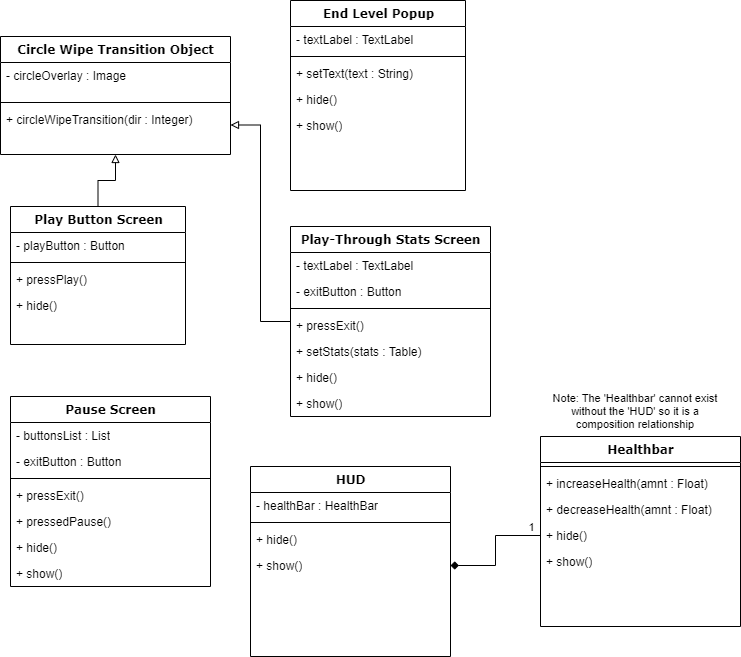 Circle Wipe Transition Object
- circleOverlay : Image
+ circleWipeTransition(dir : Integer)
End Level Popup
- textLabel : TextLabel
+ setText(text : String)
+ hide()
+ show()
Play Button Screen
- playButton : Button
+ pressPlay()
+ hide()
Play-Through Stats Screen
- textLabel : TextLabel
- exitButton : Button
+ pressExit()
+ setStats(stats : Table)
+ hide()
+ show()
Pause Screen
- buttonsList : List
- exitButton : Button
+ pressExit()
+ pressedPause()
+ hide()
+ show()
HUD
- healthBar : HealthBar
+ hide()
+ show()
1
Note: The 'Healthbar' cannot exist
without the 'HUD' so it is a
composition relationship
Healthbar
+ increaseHealth(amnt : Float)
+ decreaseHealth(amnt : Float)
+ hide()
+ show()